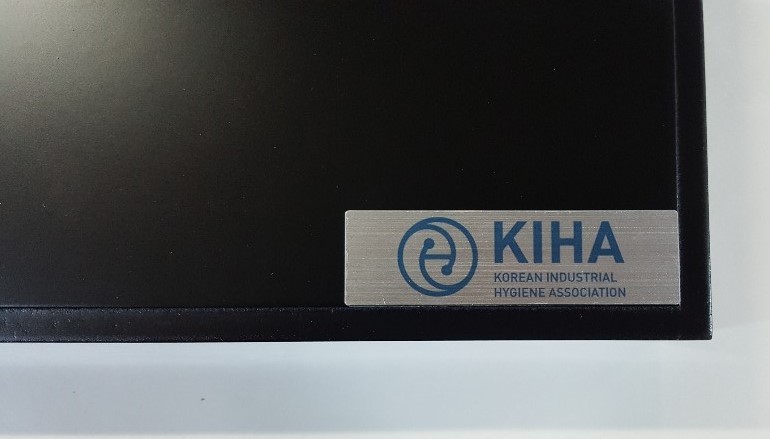 KIHA
KOREAN INDUSTRIAL
HYGIENE ASSOCIATION